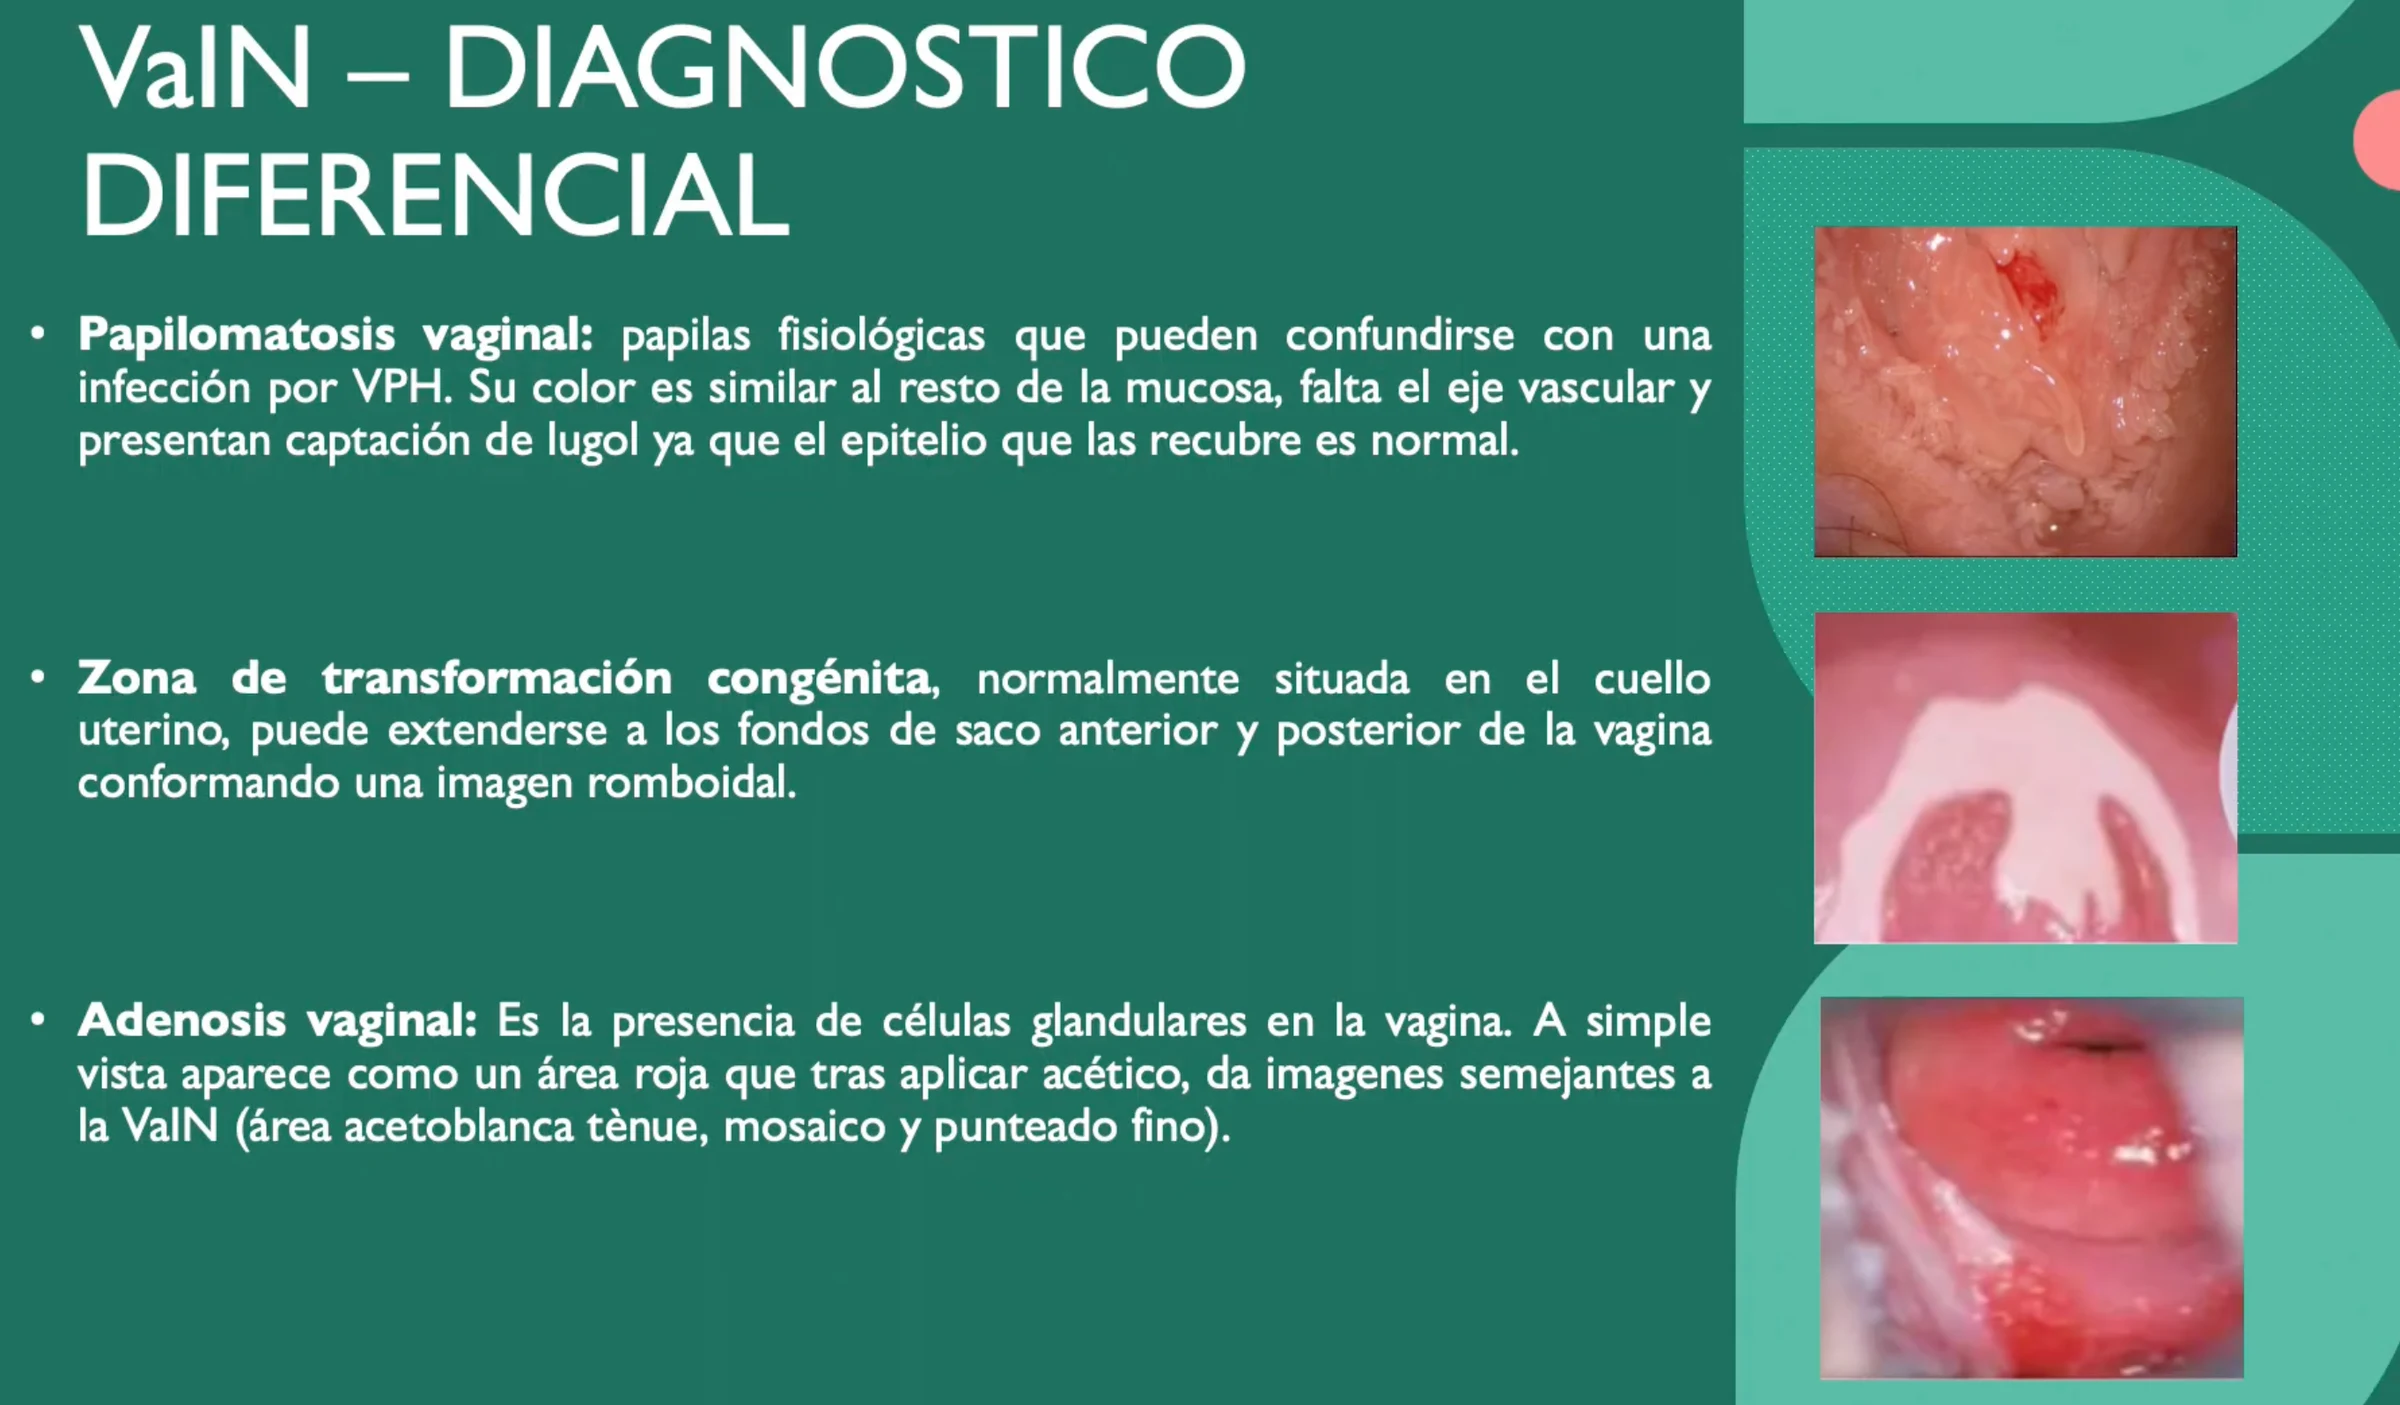 VaIN – DIAGNOSTICO
DIFERENCIAL
• Papilomatosis vaginal: papilas fisiológicas que pueden confundirse con una
infección por VPH. Su color es similar al resto de la mucosa, falta el eje vascular y
presentan captación de lugol ya que el epitelio que las recubre es normal.
• Zona de transformación congénita, normalmente situada en el cuello
uterino, puede extenderse a los fondos de saco anterior y posterior de la vagina
conformando una imagen romboidal.
• Adenosis vaginal: Es la presencia de células glandulares en la vagina. A simple
vista aparece como un área roja que tras aplicar acético, da imagenes semejantes a
la VaIN (área acetoblanca tènue, mosaico y punteado fino).